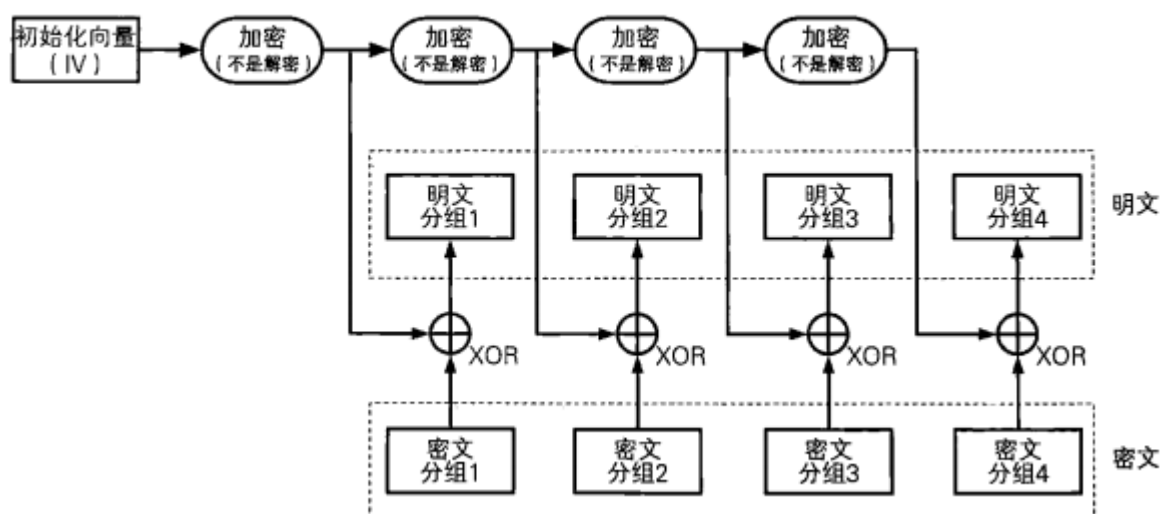 初始化向量
(IV)
加密
(不是解密)
加密
(不是解密)
加密
(不是解密)
加密
(不是解密)
明文
分组1
明文
分组2
明文
分组3
明文
分组4
明文
XOR
XOR
XOR
XOR
密文
分组1
密文
分组2
密文
分组3
密文
分组4
密文